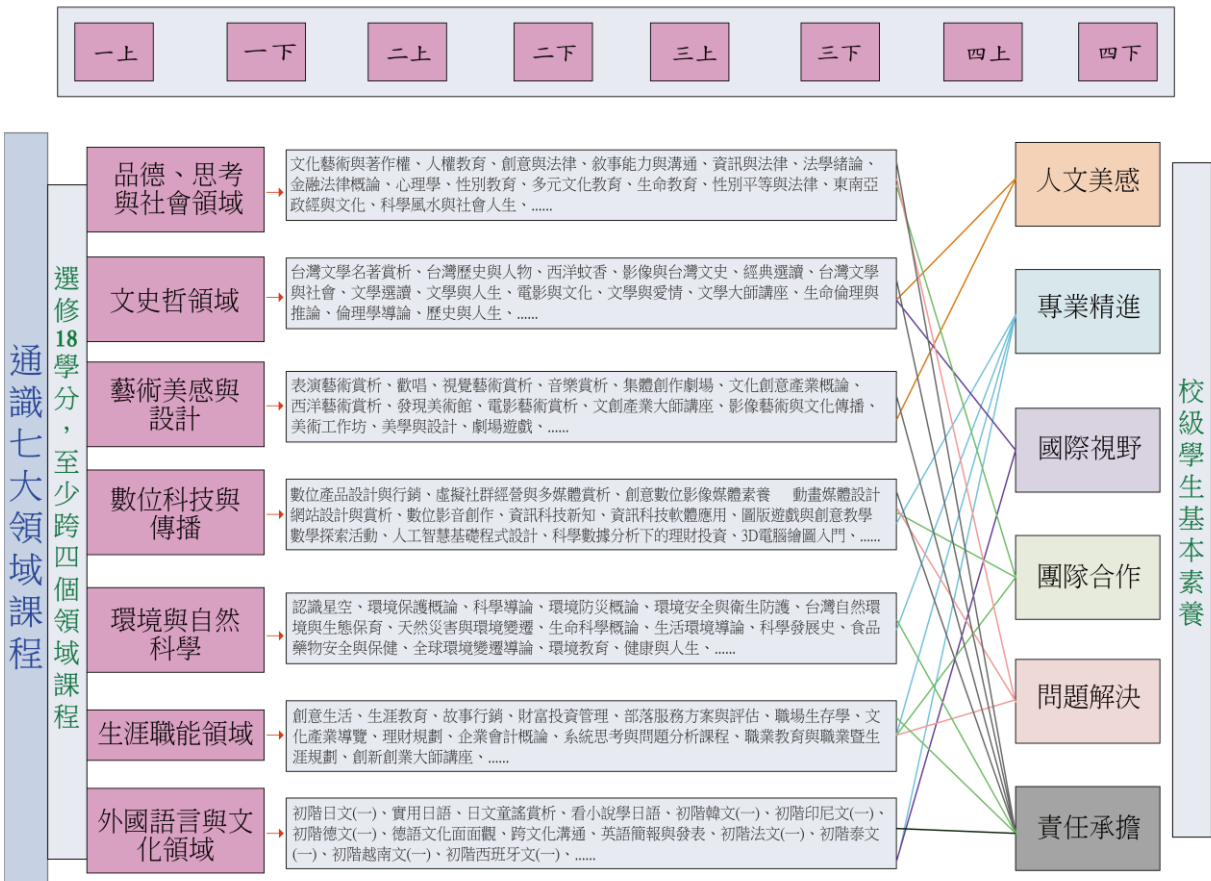 一上
一下
二上
二下
三上
三下
四上
四下
通識七大領域課程
選修18學分，至少跨四個領域課程
品德、思考
與社會領域
文化藝術與著作權、人權教育、創意與法律、敘事能力與溝通、資訊與法律、法學緒論、
金融法律概論、心理學、性別教育、多元文化教育、生命教育、性別平等與法律、東南亞
政經與文化、科學風水與社會人生、......
文史哲領域
台灣文學名著賞析、台灣歷史與人物、西洋蚊香、影像與台灣文史、經典選讀、台灣文學
與社會、文學選讀、文學與人生、電影與文化、文學與愛情、文學大師講座、生命倫理與
推論、倫理學導論、歷史與人生、......
藝術美感與
設計
表演藝術賞析、歡唱、視覺藝術賞析、音樂賞析、集體創作劇場、文化創意產業概論、
西洋藝術賞析、發現美術館、電影藝術賞析、文創產業大師講座、影像藝術與文化傳播、
美術工作坊、美學與設計、劇場遊戲、......
數位科技與
傳播
數位產品設計與行銷、虛擬社群經營與多媒體賞析、創意數位影像媒體素養　動畫媒體設計
網站設計與賞析、數位影音創作、資訊科技新知、資訊科技軟體應用、圖版遊戲與創意教學
數學探索活動、人工智慧基礎程式設計、科學數據分析下的理財投資、3D電腦繪圖入門、......
環境與自然
科學
認識星空、環境保護概論、科學導論、環境防災概論、環境安全與衛生防護、台灣自然環
境與生態保育、天然災害與環境變遷、生命科學概論、生活環境導論、科學發展史、食品
藥物安全與保健、全球環境變遷導論、環境教育、健康與人生、......
生涯職能領域
創意生活、生涯教育、故事行銷、財富投資管理、部落服務方案與評估、職場生存學、文
化產業導覽、理財規劃、企業會計概論、系統思考與問題分析課程、職業教育與職業暨生
涯規劃、創新創業大師講座、......
外國語言與文
化領域
初階日文(一)、實用日語、日文童謠賞析、看小說學日語、初階韓文(一)、初階印尼文(一)、
初階德文(一)、德語文化面面觀、跨文化溝通、英語簡報與發表、初階法文(一)、初階泰文
(一)、初階越南文(一)、初階西班牙文(一)、......
人文美感
專業精進
國際視野
團隊合作
問題解決
責任承擔
校級學生基本素養